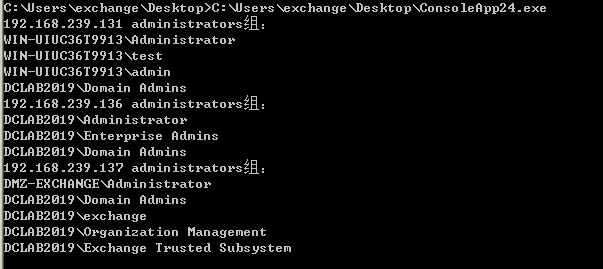 C:\Users\exchange\Desktop>C:\Users\exchange\Desktop\ConsoleApp24.exe
192.168.239.131 administrators组：
WIN-UIUC36T9913\Administrator
WIN-UIUC36T9913\test
WIN-UIUC36T9913\admin
DCLAB2019\Domain Admins
192.168.239.136 administrators组：
DCLAB2019\Administrator
DCLAB2019\Enterprise Admins
DCLAB2019\Domain Admins
192.168.239.137 administrators组：
DMZ-EXCHANGE\Administrator
DCLAB2019\Domain Admins
DCLAB2019\exchange
DCLAB2019\Organization Management
DCLAB2019\Exchange Trusted Subsystem